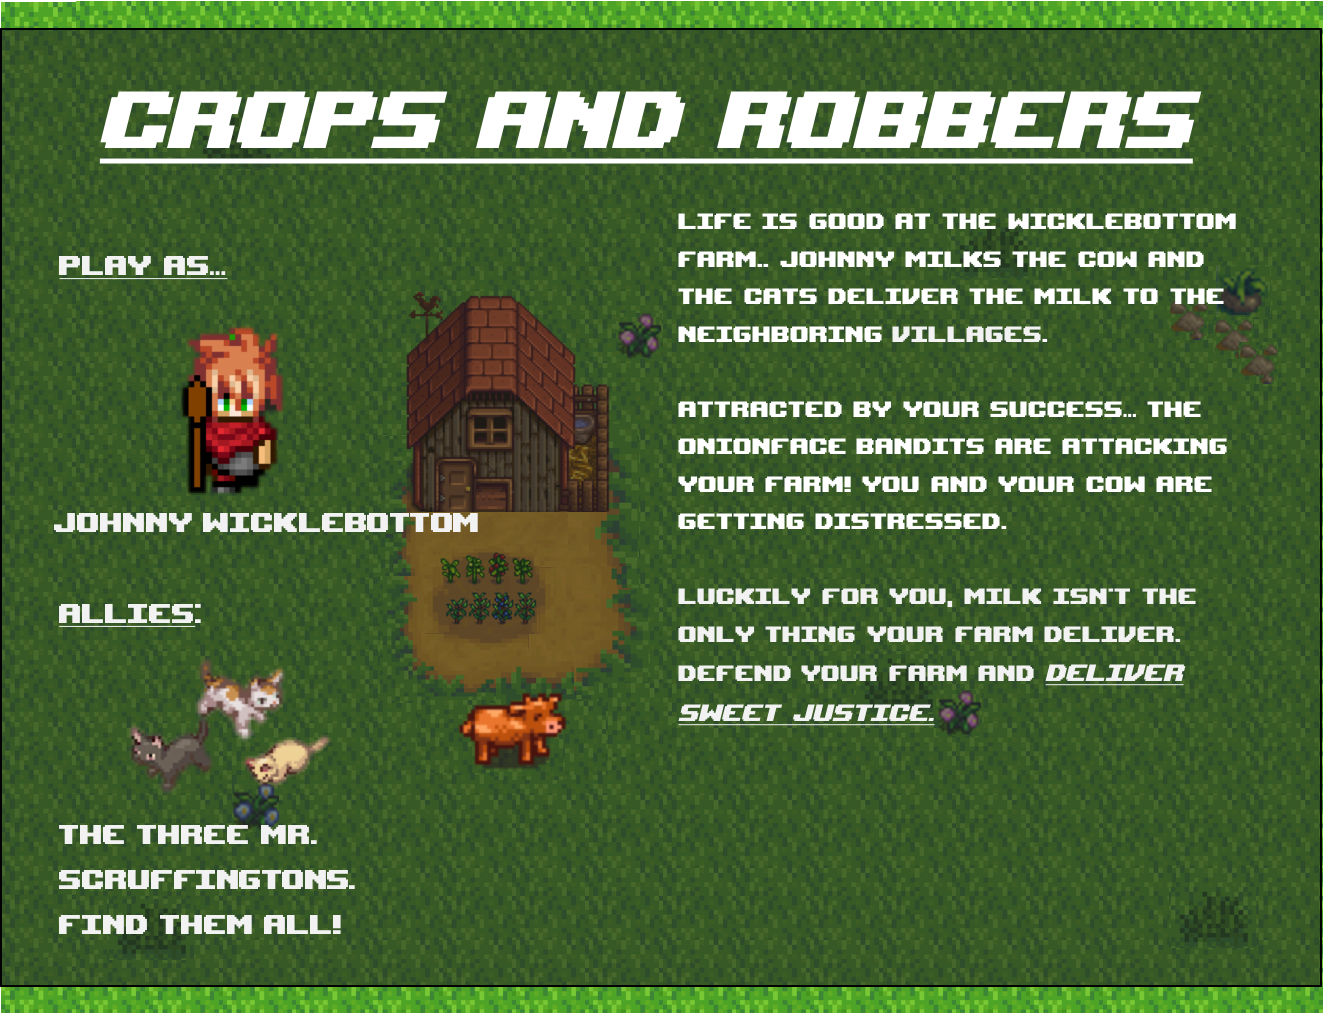 CROPS AND ROBBERS
PLAY AS...
JOHNNY WICKLEBOTTOM
ALLIES:
THE THREE MR.
SCRUFFINGTONS.
FIND THEM ALL!
LIFE IS GOOD AT THE WICKLEBOTTOM
FARM.. JOHNNY MILKS THE COW AND
THE CATS DELIVER THE MILK TO THE
NEIGHBORING VILLAGES.
ATTRACTED BY YOUR SUCCESS... THE
ONIONFACE BANDITS ARE ATTACKING
YOUR FARM! YOU AND YOUR COW ARE
GETTING DISTRESSED.
LUCKILY FOR YOU, MILK ISN'T THE
ONLY THING YOUR FARM DELIVER.
DEFEND YOUR FARM AND DELIVER
SWEET JUSTICE.